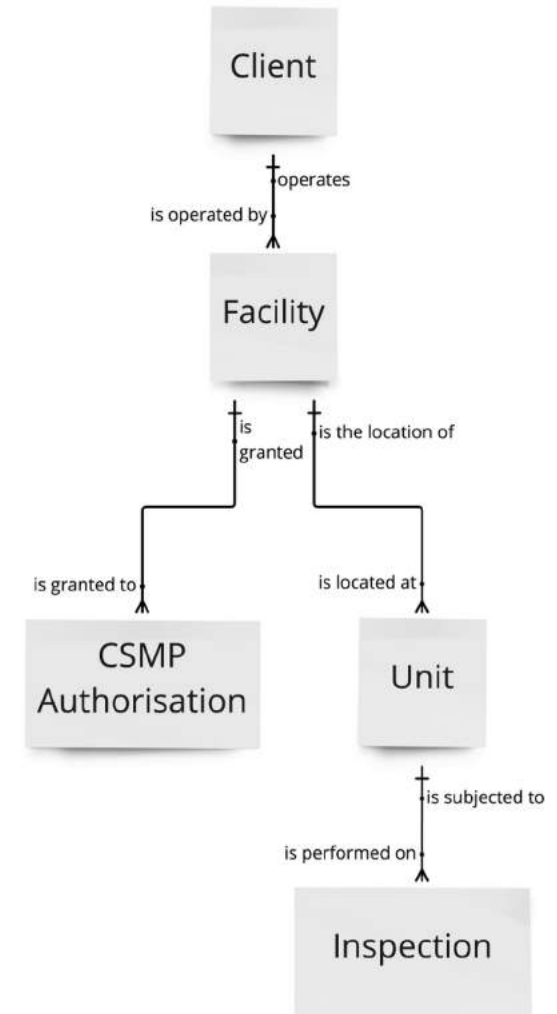 Client
operates
is operated by
Facility
is
granted
is the location of
is granted to
is located at
CSMP
Authorisation
Unit
is subjected to
is performed on
Inspection